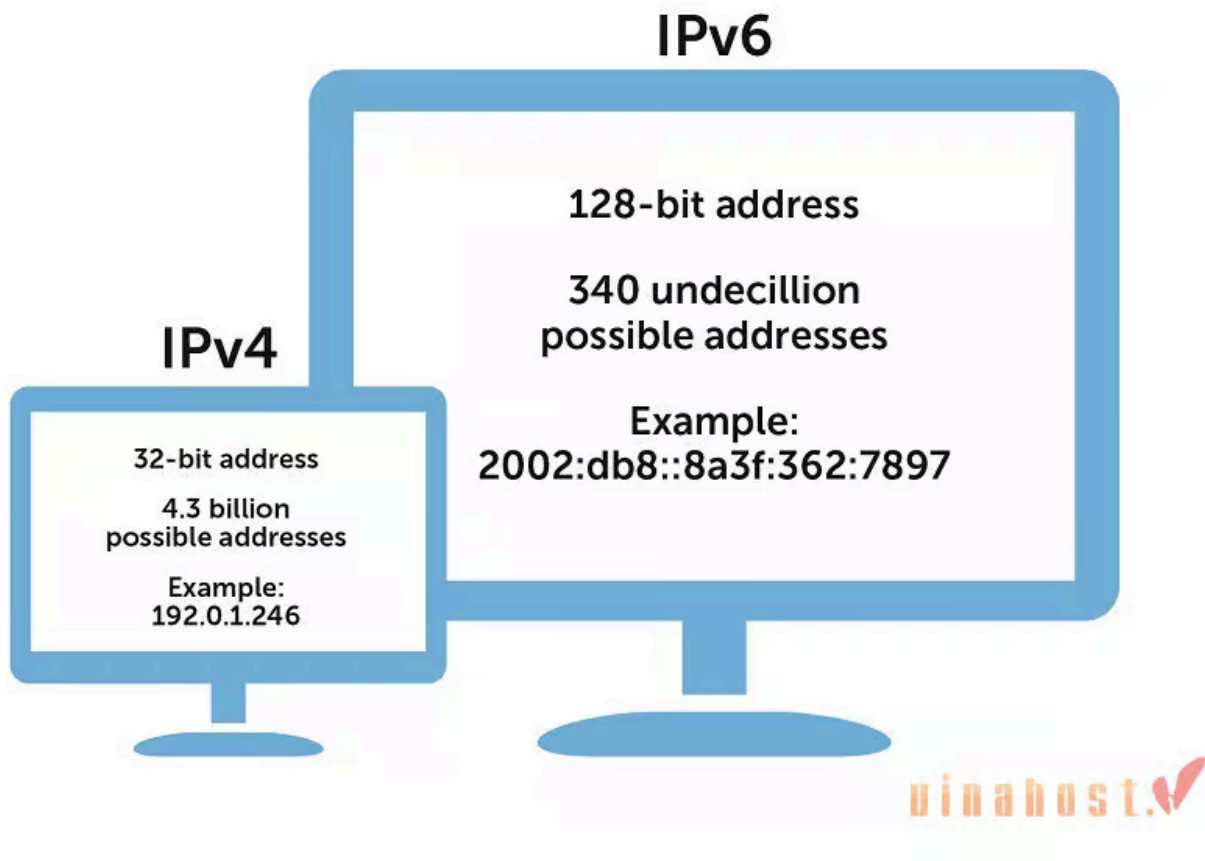 IPv6
128-bit address
340 undecillion
possible addresses
Example:
2002:db8::8a3f:362:7897
IPv4
32-bit address
4.3 billion
possible addresses
Example:
192.0.1.246
vinahost.